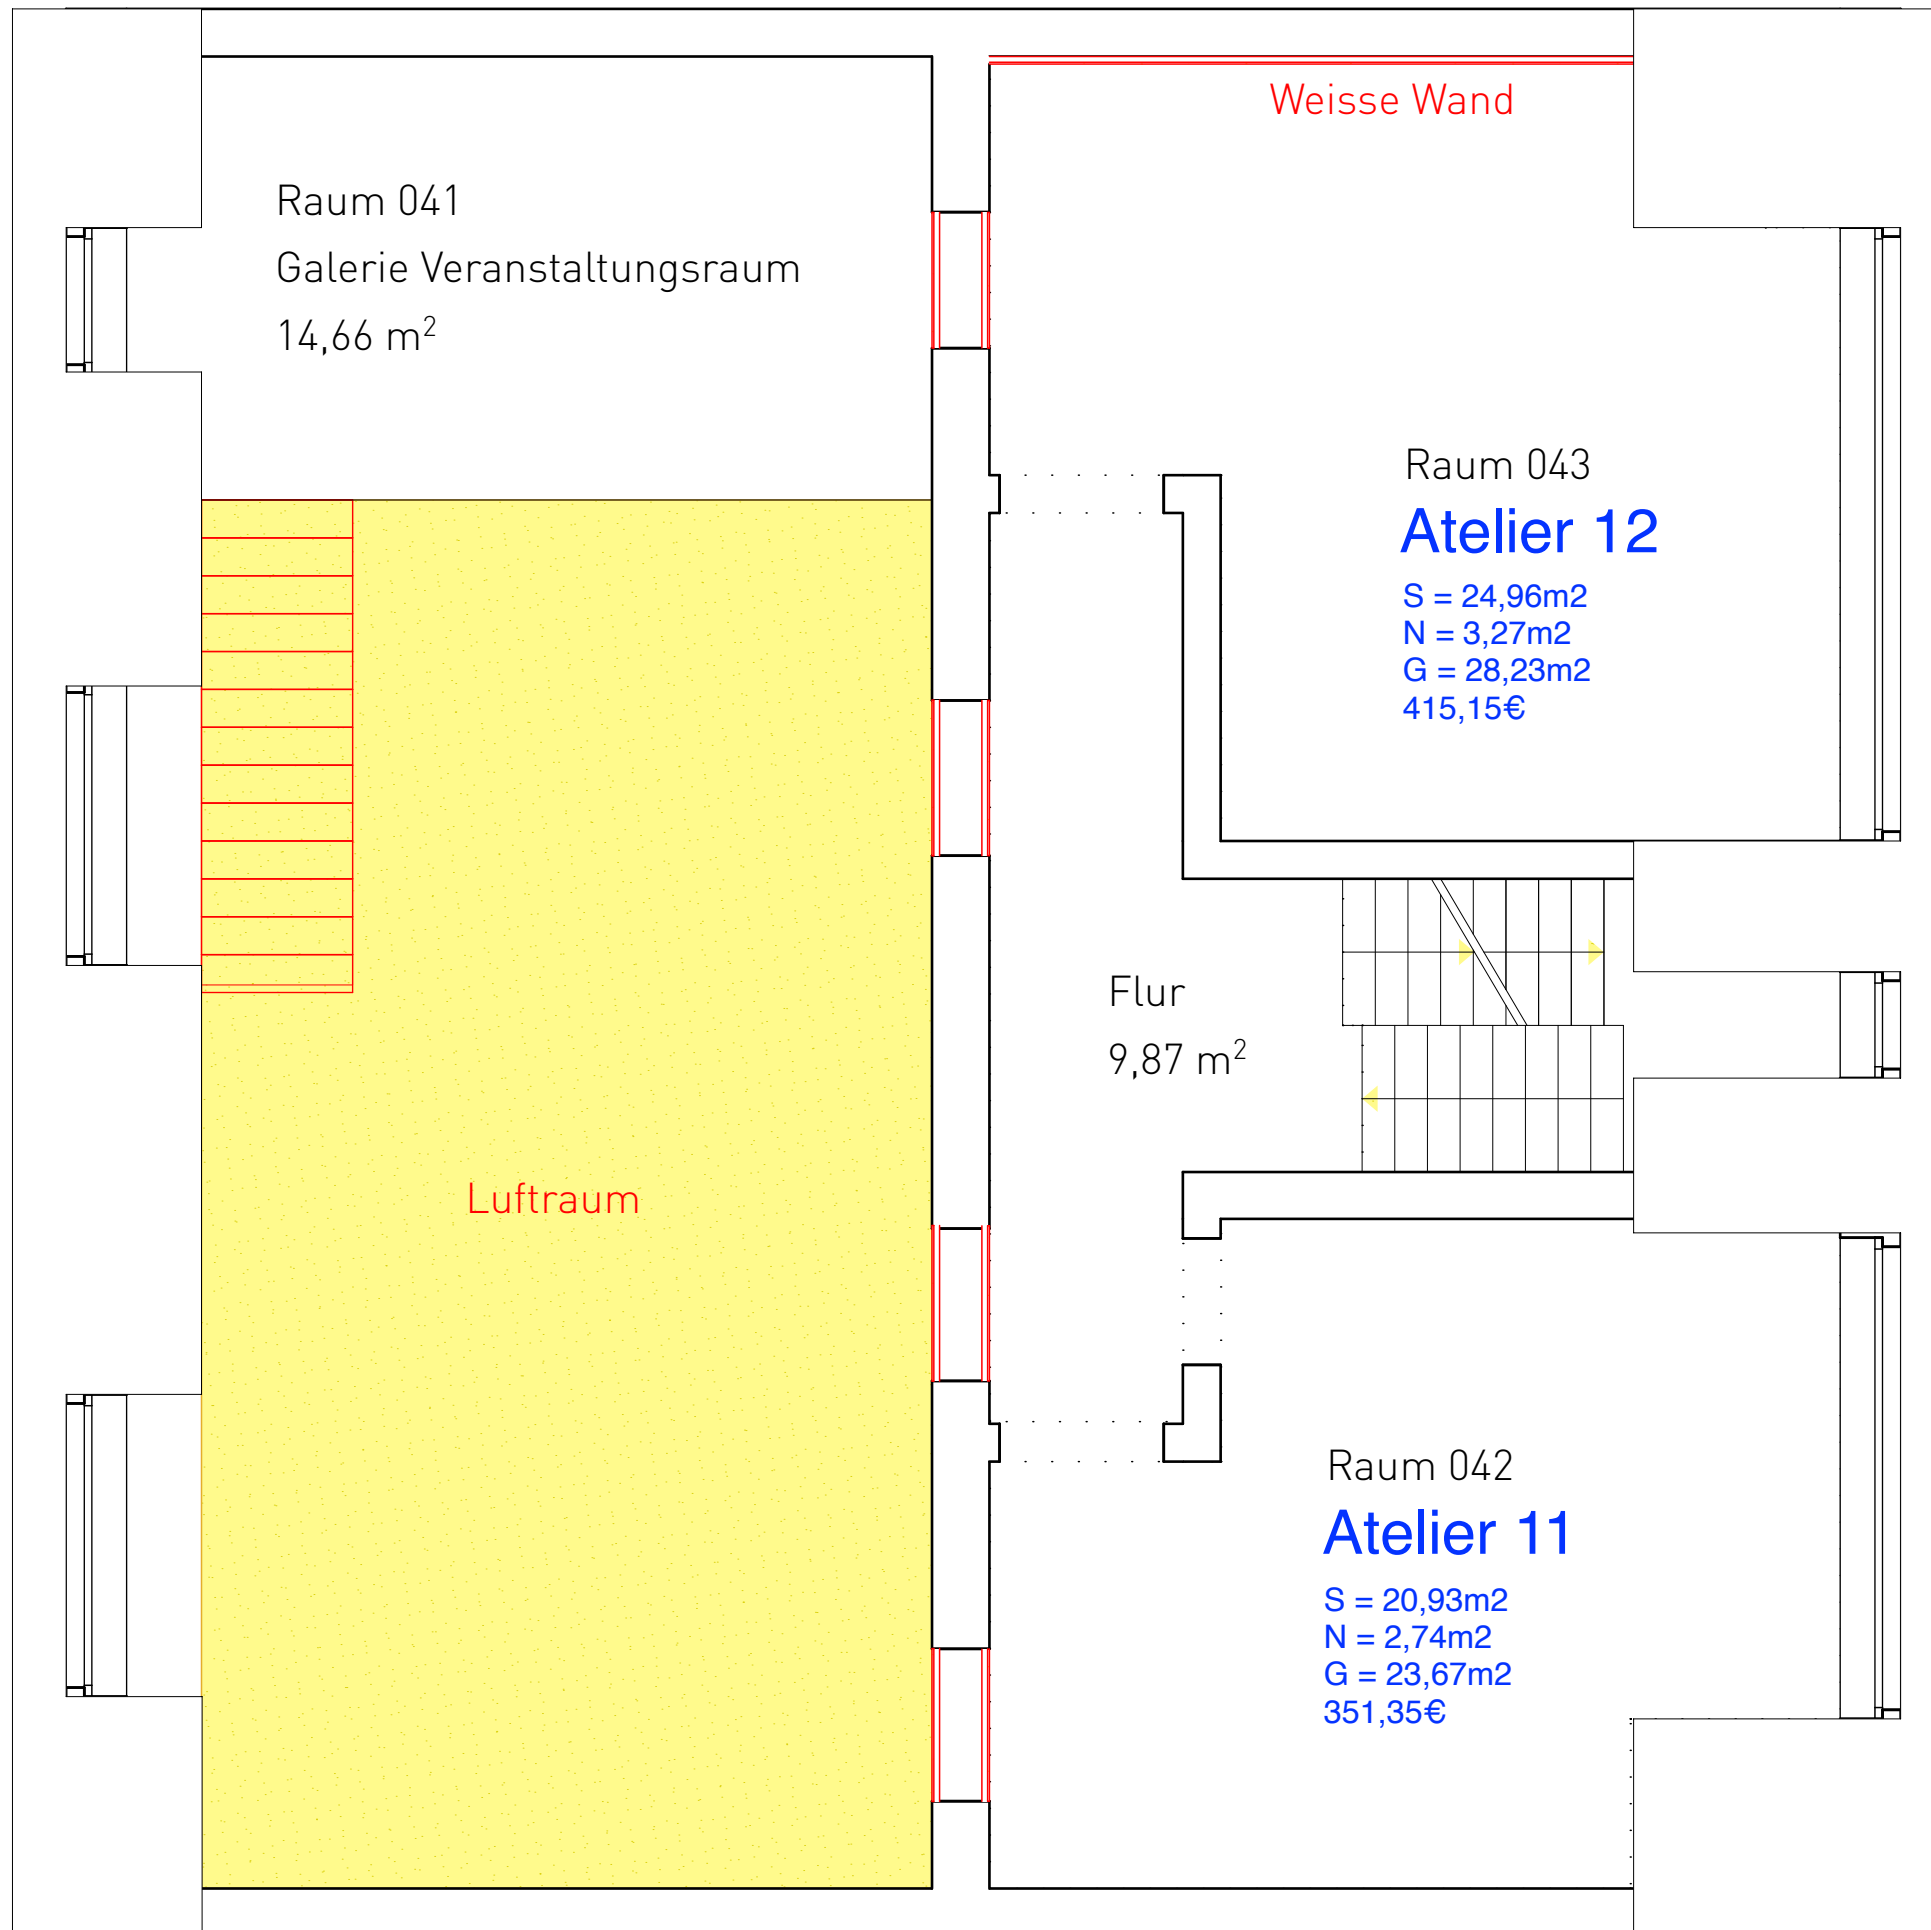 Weisse Wand
Raum 041
Galerie Veranstaltungsraum
14,66 m²
Raum 043
Atelier 12
S = 24,96m2
N = 3,27m2
G = 28,23m2
415,15€
Flur
9,87 m²
Luftraum
Raum 042
Atelier 11
S = 20,93m2
N = 2,74m2
G = 23,67m2
351,35€